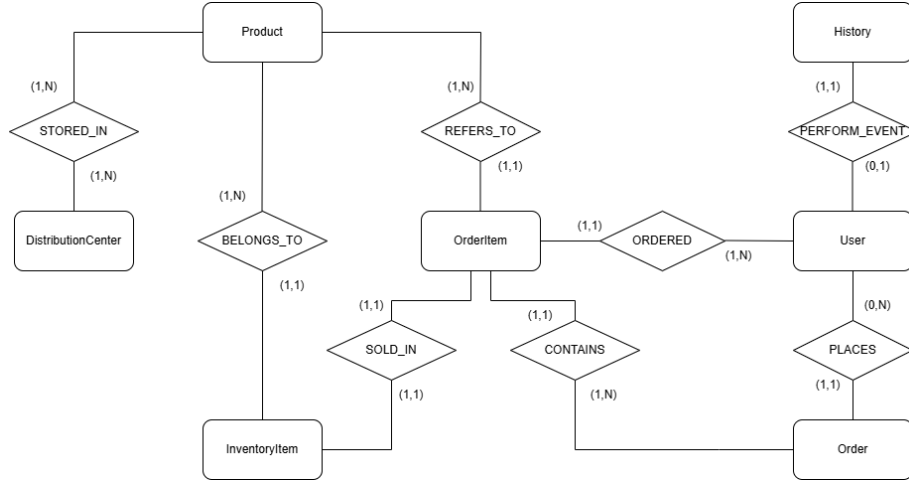 Product
History
(1,N)
(1,N)
(1,1)
STORED_IN
REFERS_TO
PERFORM_EVENT
(1,N)
(1,1)
(0,1)
(1,N)
DistributionCenter
BELONGS_TO
OrderItem
(1,1)
ORDERED
(1,N)
User
(1,1)
(1,1)
(1,1)
(0,N)
SOLD_IN
CONTAINS
PLACES
(1,1)
(1,N)
(1,1)
InventoryItem
Order